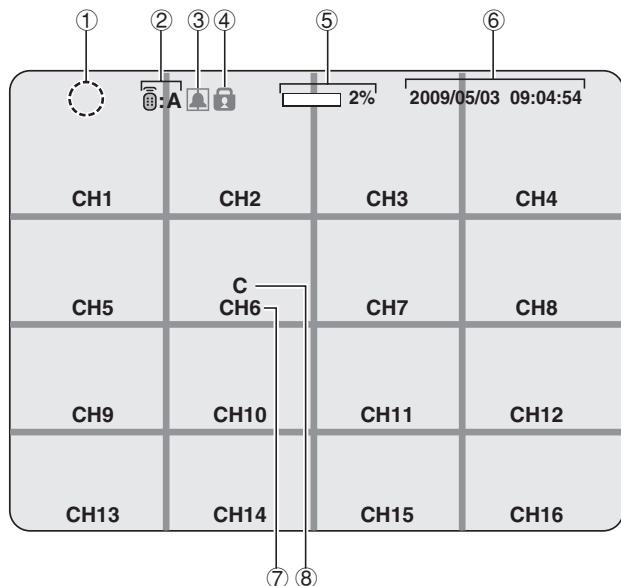 ① ② ③ ④ ⑤ ⑥
:A 2% 2009/05/03 09:04:54
CH1 CH2 CH3 CH4
C
CH5 CH6 CH7 CH8
CH9 CH10 CH11 CH12
CH13 CH14 CH15 CH16
⑦ ⑧